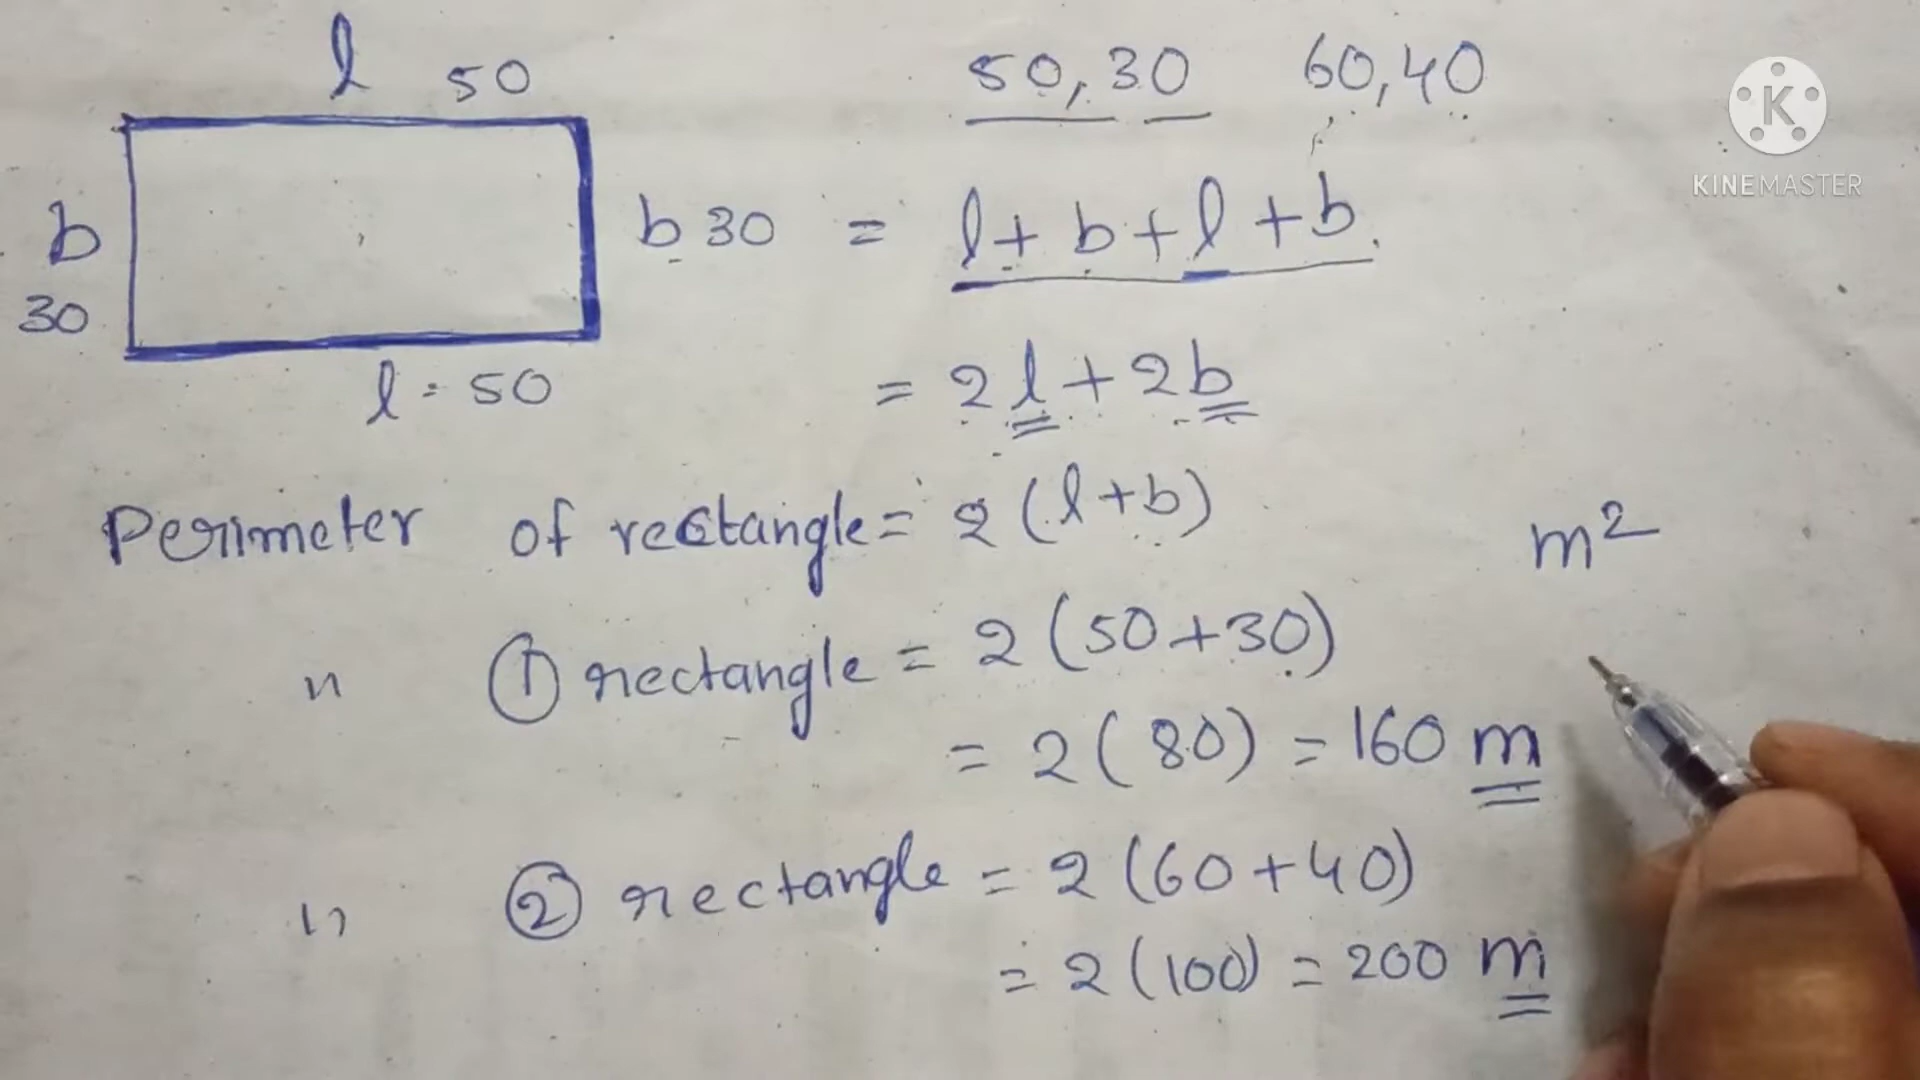 l 50
50, 30 60, 40
b
30
b 30 = l + b + l + b
l = 50
= 2l + 2b
Perimeter of rectangle = 2 (l+b)
m²
" ① rectangle = 2 (50+30)
= 2 (80) = 160 m
" ② rectangle = 2 (60+40)
= 2 (100) = 200 m
K
KINEMASTER